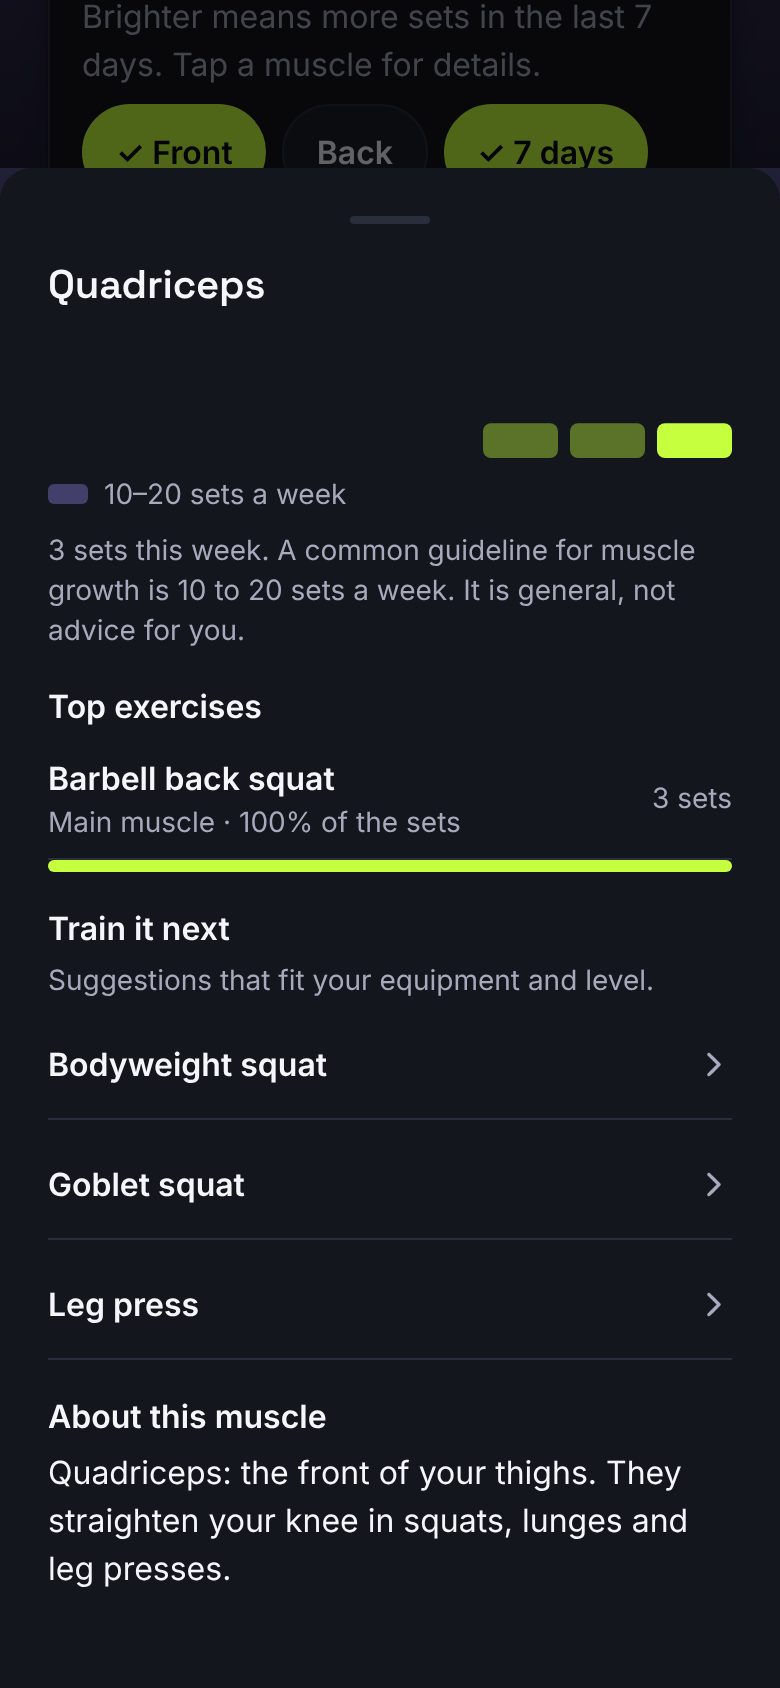 Brighter means more sets in the last 7
days. Tap a muscle for details.
✓ Front
Back
✓ 7 days
Quadriceps
10–20 sets a week
3 sets this week. A common guideline for muscle
growth is 10 to 20 sets a week. It is general, not
advice for you.
Top exercises
Barbell back squat
Main muscle · 100% of the sets
3 sets
Train it next
Suggestions that fit your equipment and level.
Bodyweight squat
Goblet squat
Leg press
About this muscle
Quadriceps: the front of your thighs. They
straighten your knee in squats, lunges and
leg presses.